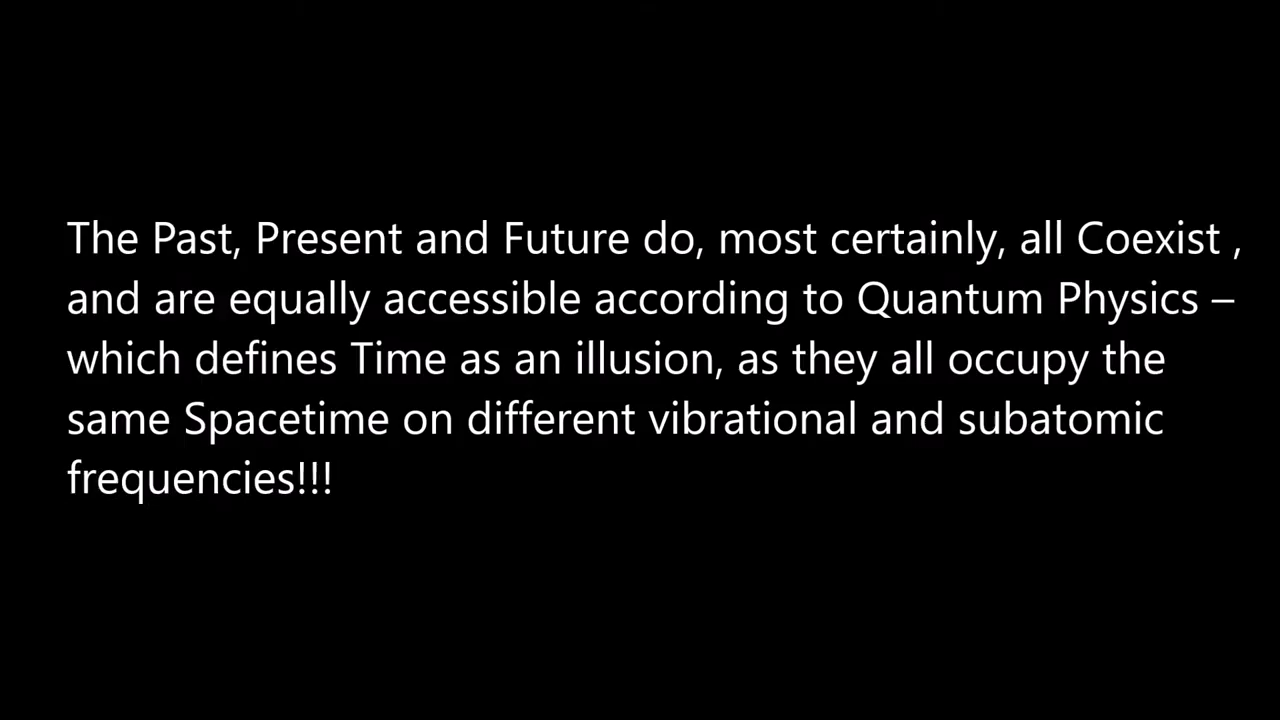 The Past, Present and Future do, most certainly, all Coexist ,
and are equally accessible according to Quantum Physics –
which defines Time as an illusion, as they all occupy the
same Spacetime on different vibrational and subatomic
frequencies!!!